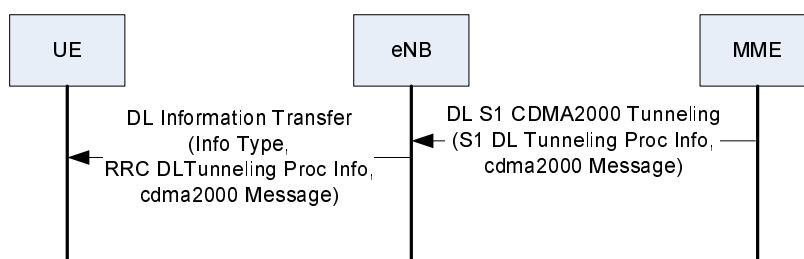 UE
eNB
MME
DL Information Transfer
(Info Type,
RRC DLTunneling Proc Info,
cdma2000 Message)
DL S1 CDMA2000 Tunneling
(S1 DL Tunneling Proc Info,
cdma2000 Message)